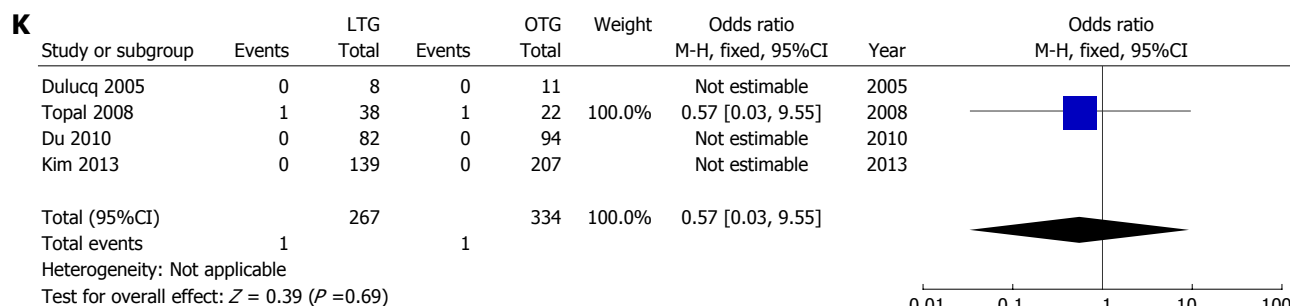 K
LTG OTG Weight Odds ratio Odds ratio
Study or subgroup Events Total Events Total M-H, fixed, 95%CI Year M-H, fixed, 95%CI
Dulucq 2005 0 8 0 11 Not estimable 2005
Topal 2008 1 38 1 22 100.0% 0.57 [0.03, 9.55] 2008
Du 2010 0 82 0 94 Not estimable 2010
Kim 2013 0 139 0 207 Not estimable 2013
Total (95%CI) 267 334 100.0% 0.57 [0.03, 9.55]
Total events 1 1
Heterogeneity: Not applicable
Test for overall effect: Z = 0.39 (P =0.69)
0.01 0.1 1 10 100